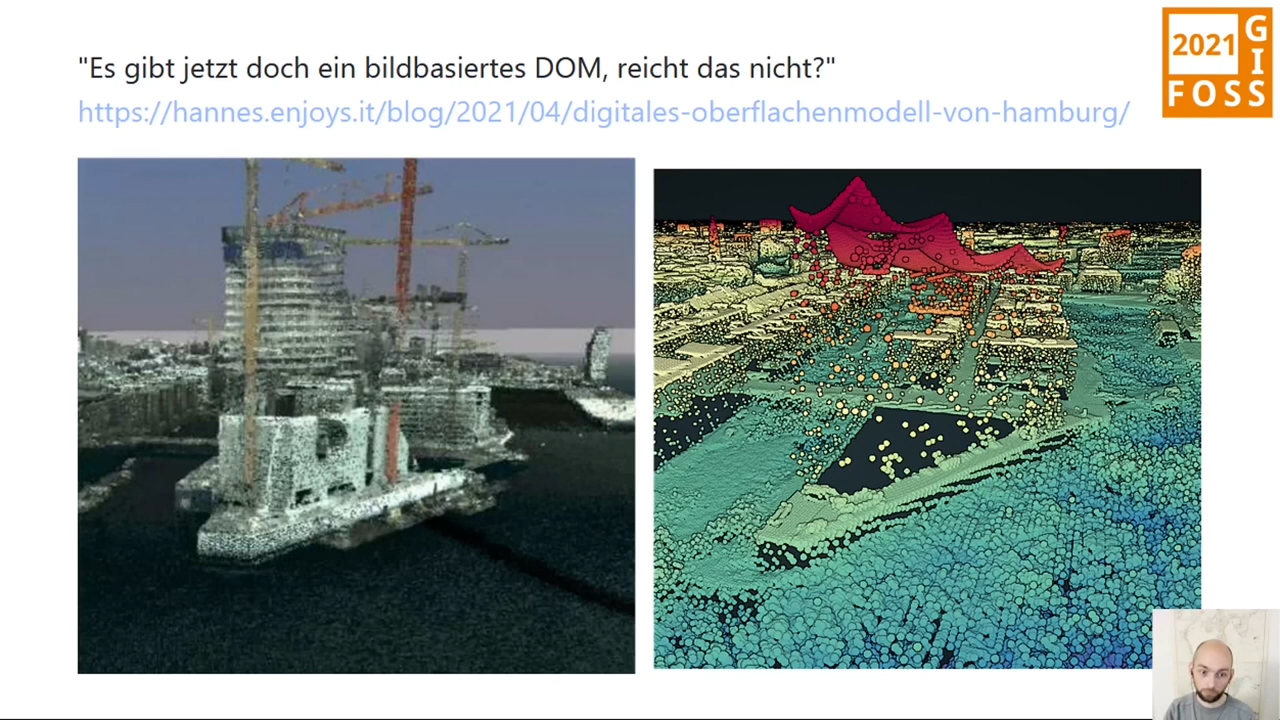 "Es gibt jetzt doch ein bildbasiertes DOM, reicht das nicht?"
https://hannes.enjoys.it/blog/2021/04/digitales-oberflachenmodell-von-hamburg/
2021
GI
FOSS